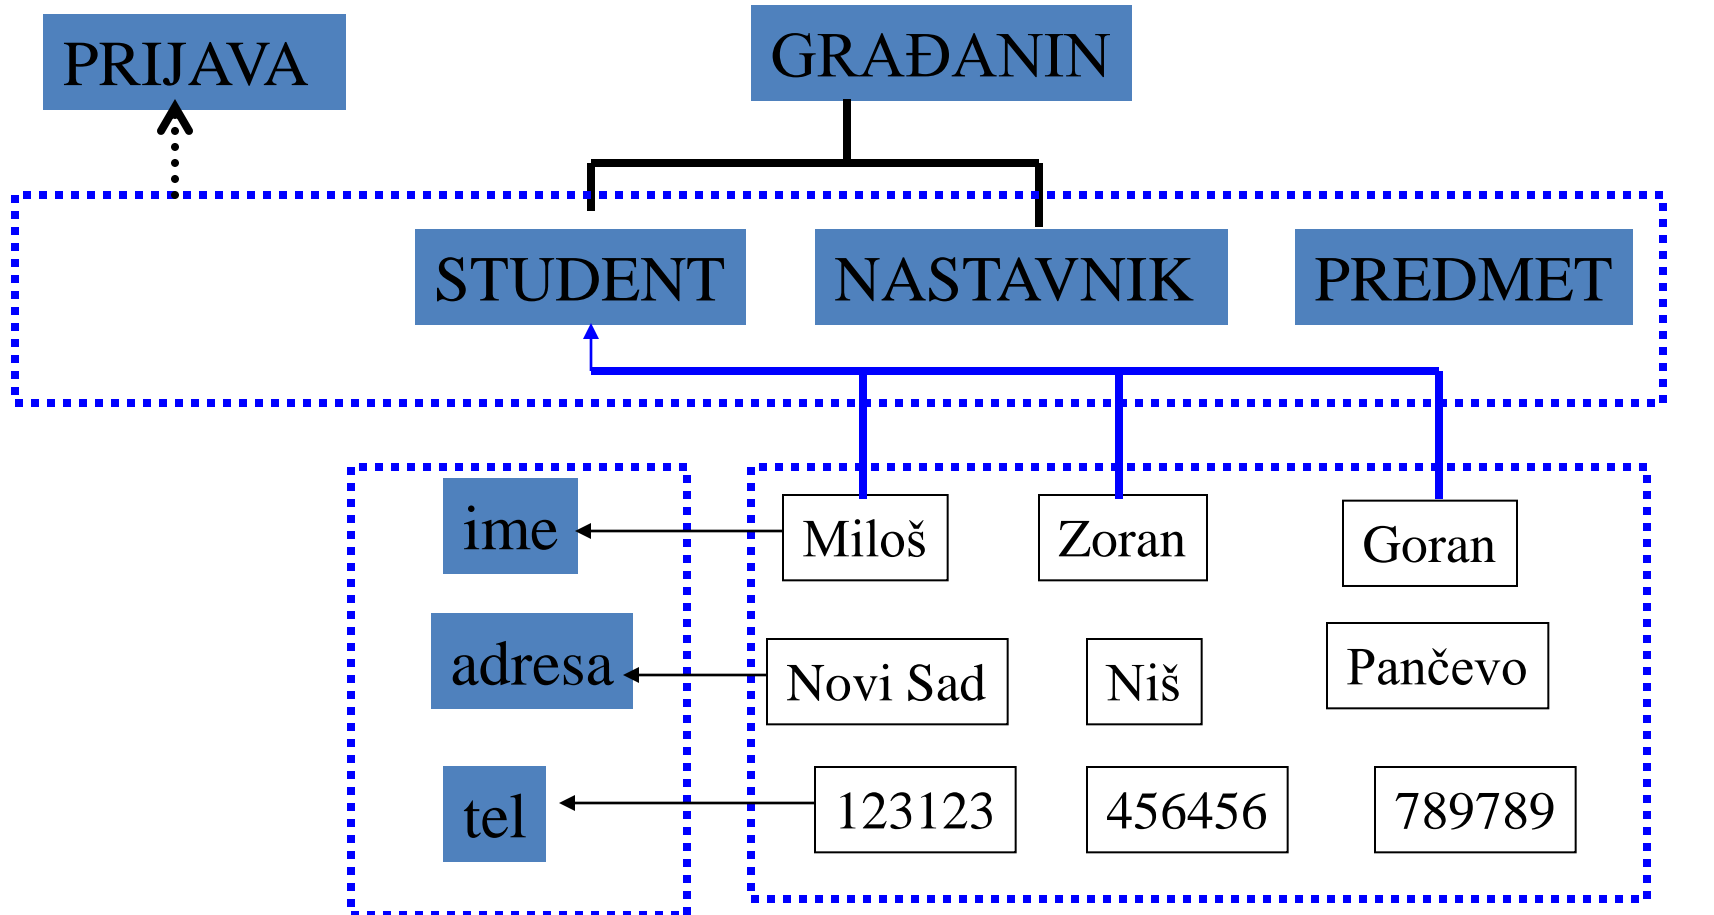 PRIJAVA
GRAĐANIN
STUDENT
NASTAVNIK
PREDMET
ime
Miloš
Zoran
Goran
adresa
Novi Sad
Niš
Pančevo
tel
123123
456456
789789